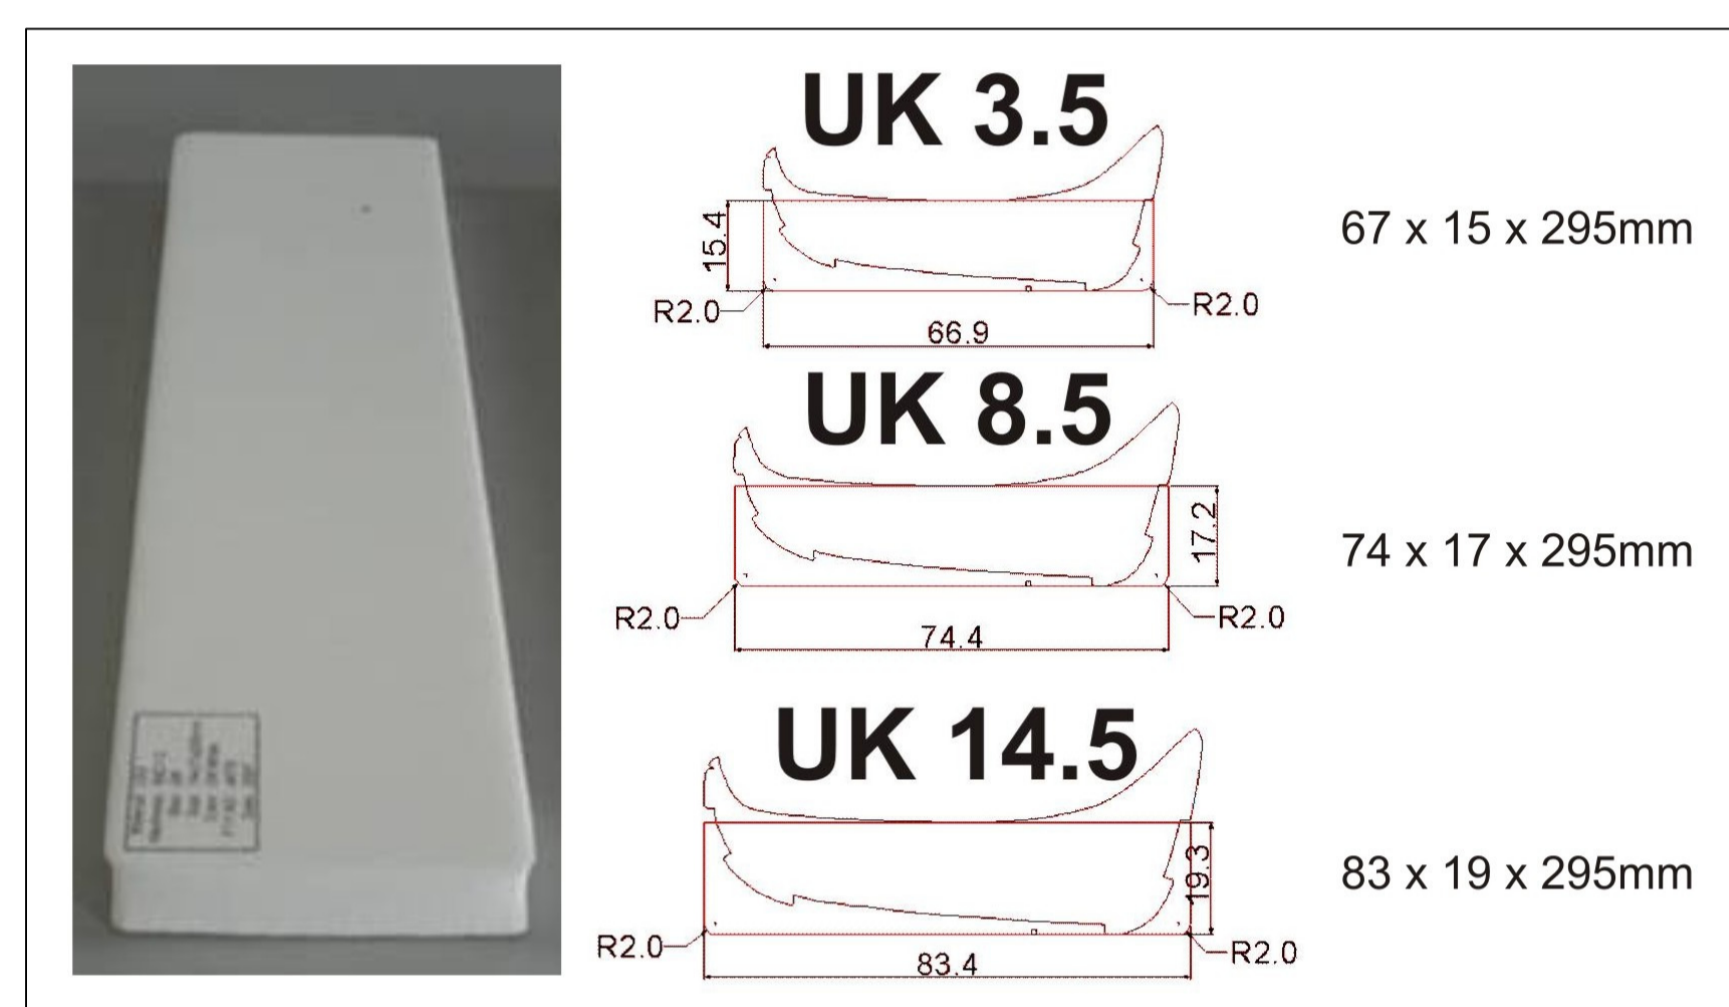 UK 3.5
15.4
R2.0
R2.0
66.9
67 x 15 x 295mm
UK 8.5
17.2
R2.0
R2.0
74.4
74 x 17 x 295mm
UK 14.5
19.3
R2.0
R2.0
83.4
83 x 19 x 295mm